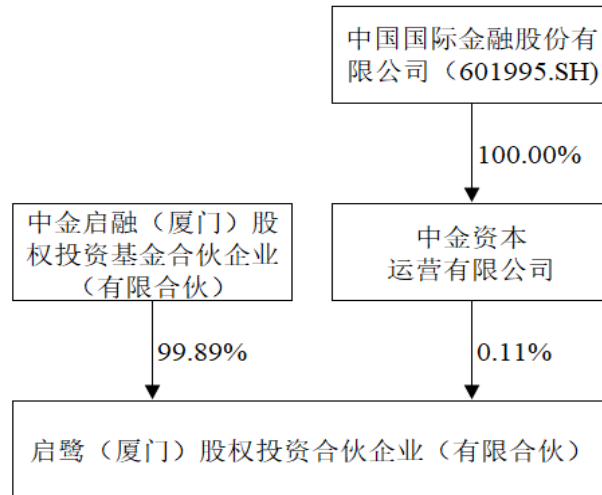 中国国际金融股份有
限公司（601995.SH)
100.00%
中金启融（厦门）股
权投资基金合伙企业
（有限合伙）
中金资本
运营有限公司
99.89%
0.11%
启鹭（厦门）股权投资合伙企业（有限合伙）